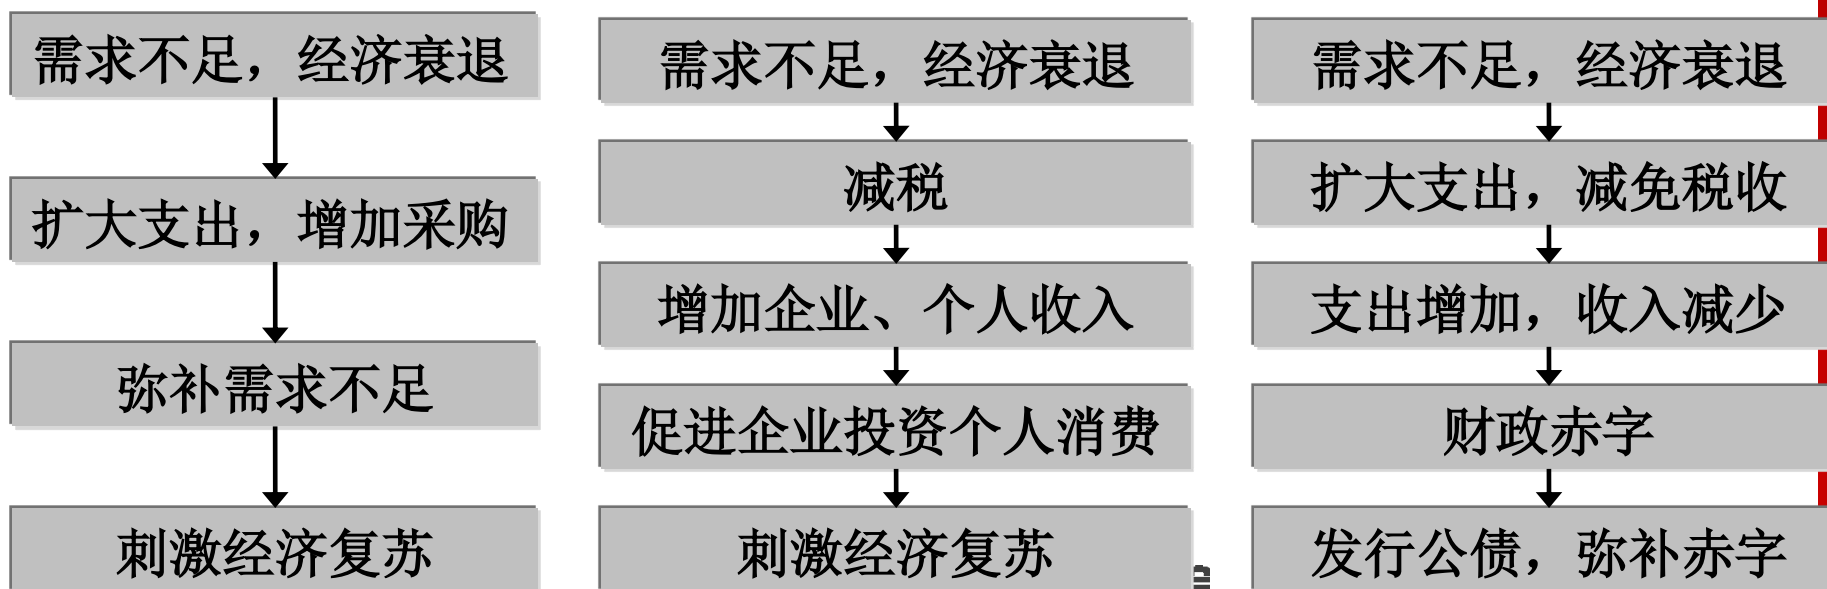 需求不足，经济衰退
扩大支出，增加采购
弥补需求不足
刺激经济复苏
需求不足，经济衰退
减税
增加企业、个人收入
促进企业投资个人消费
刺激经济复苏
需求不足，经济衰退
扩大支出，减免税收
支出增加，收入减少
财政赤字
发行公债，弥补赤字